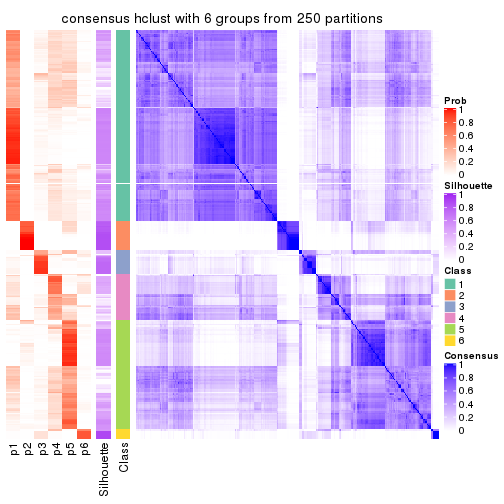 consensus hclust with 6 groups from 250 partitions
Prob
1
0.8
0.6
0.4
0.2
0
Silhouette
1
0.8
0.6
0.4
0.2
0
Class
1
2
3
4
5
6
Consensus
1
0.8
0.6
0.4
0.2
0
p1
p2
p3
p4
p5
p6
Silhouette
Class